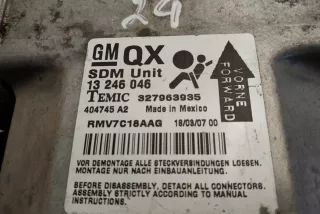 24
GM QX
SDM Unit
13 246 046
TEMIC 327963935
404745 A2 Made in Mexico
RMV7C18AAG 18/03/07 00
VORNE
FORWARD
VOR DEMONTAGE ALLE STECKVERBINDUNGEN LOESEN.
MONTAGE NUR NACH EINBAUANLEITUNG.
BEFORE DISASSEMBLY, DETACH ALL CONNECTORS.
ASSEMBLY STRICTLY ACCORDING TO MANUAL
INSTRUCTIONS.